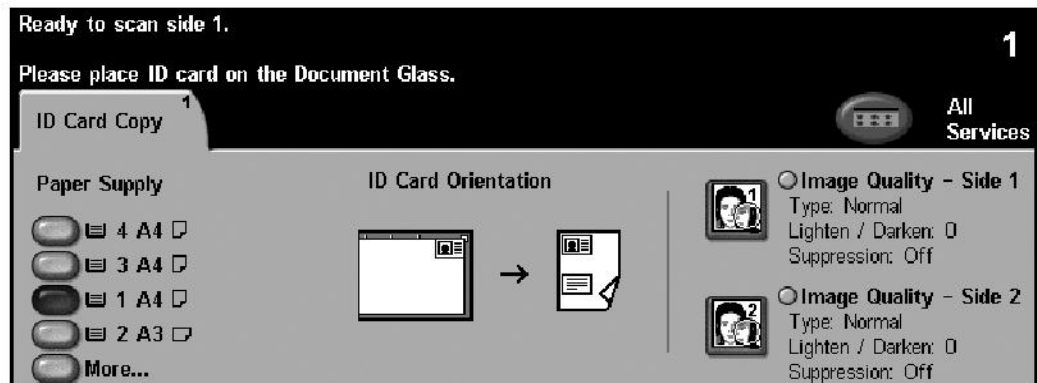 Ready to scan side 1.
1
Please place ID card on the Document Glass.
ID Card Copy
1
All
Services
Paper Supply
4 A4
3 A4
1 A4
2 A3
More...
ID Card Orientation
1
Image Quality - Side 1
Type: Normal
Lighten / Darken: 0
Suppression: Off
2
Image Quality - Side 2
Type: Normal
Lighten / Darken: 0
Suppression: Off